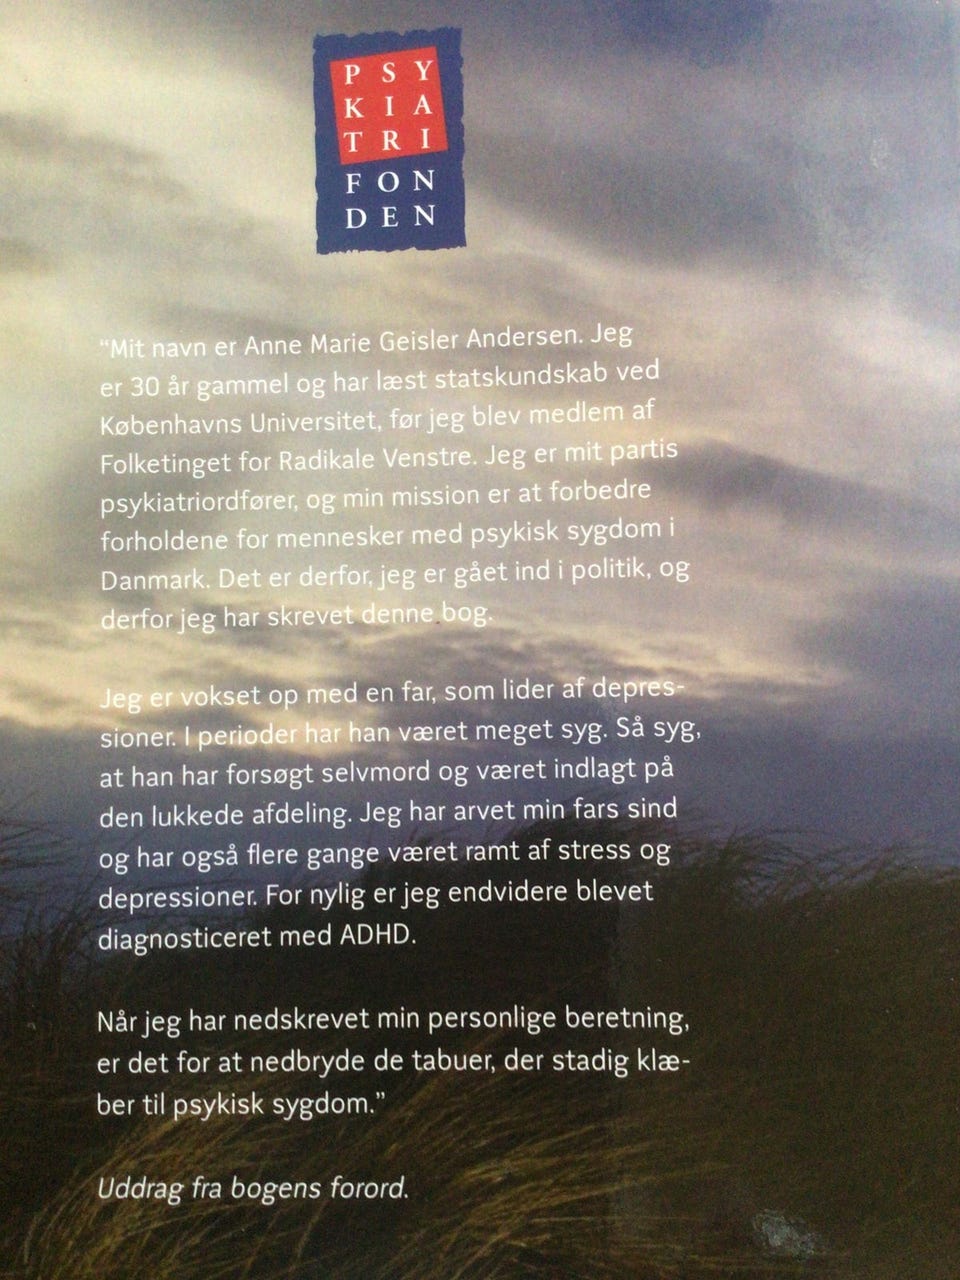 PSY
KIA
TRI
FON
DEN
“Mit navn er Anne Marie Geisler Andersen. Jeg
er 30 år gammel og har læst statskundskab ved
Københavns Universitet, før jeg blev medlem af
Folketinget for Radikale Venstre. Jeg er mit partis
psykiatriordfører, og min mission er at forbedre
forholdene for mennesker med psykisk sygdom i
Danmark. Det er derfor, jeg er gået ind i politik, og
derfor jeg har skrevet denne bog.
Jeg er vokset op med en far, som lider af depres-
sioner. I perioder har han været meget syg. Så syg,
at han har forsøgt selvmord og været indlagt på
den lukkede afdeling. Jeg har arvet min fars sind
og har også flere gange været ramt af stress og
depressioner. For nylig er jeg endvidere blevet
diagnosticeret med ADHD.
Når jeg har nedskrevet min personlige beretning,
er det for at nedbryde de tabuer, der stadig klæ-
ber til psykisk sygdom.”
Uddrag fra bogens forord.